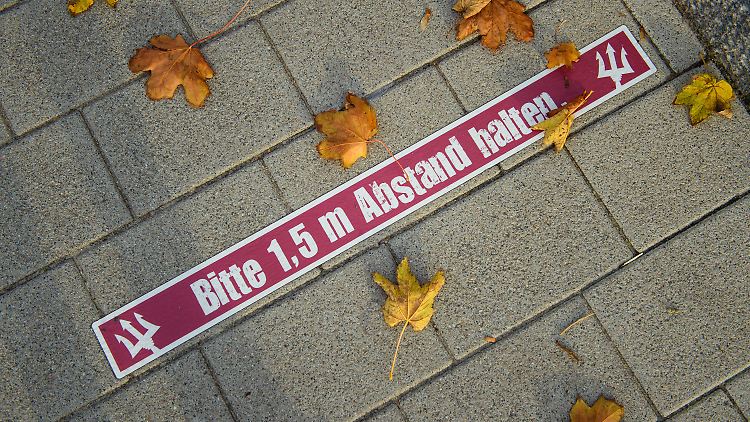 Bitte 1,5 m Abstand halten.